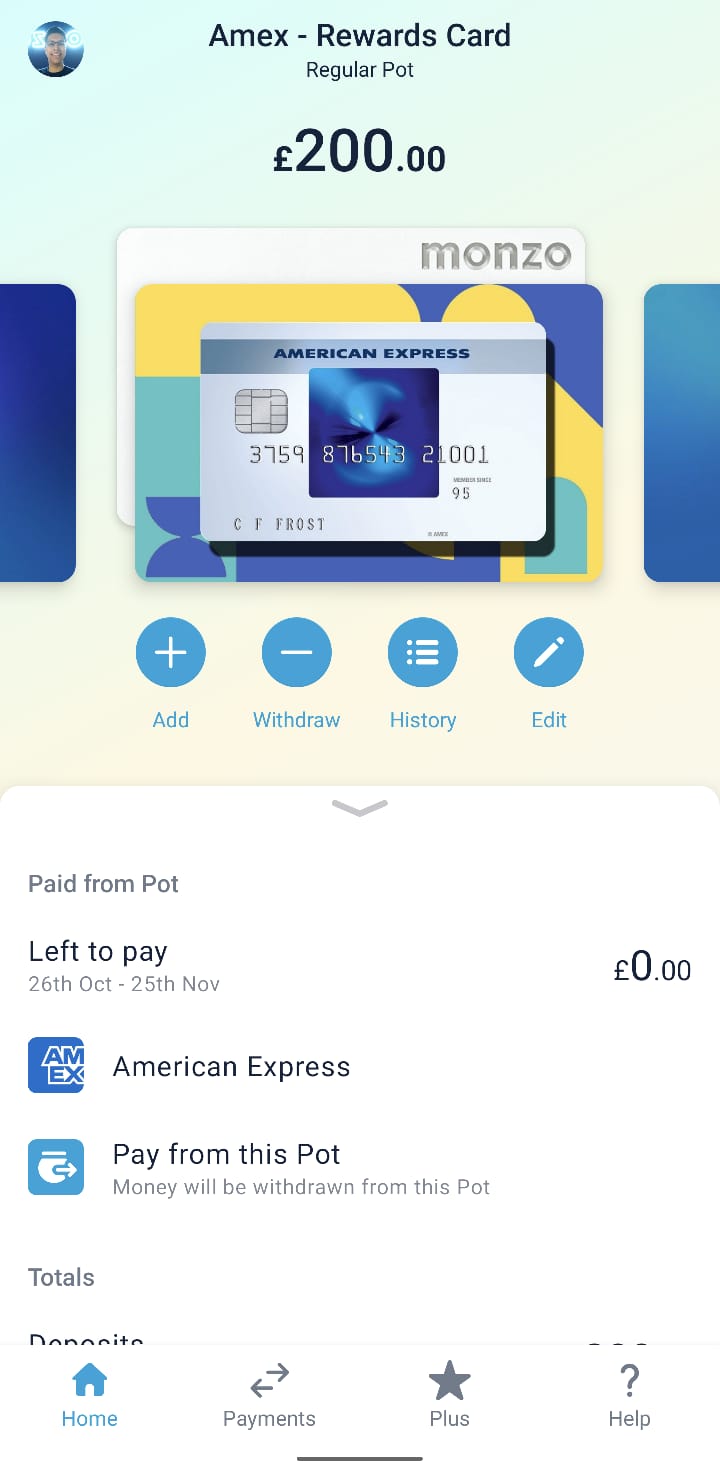 Amex - Rewards Card
Regular Pot
£200.00
monzo
AMERICAN EXPRESS
3759 876543 21001
MEMBER SINCE
95
C F FROST
® AMEX
Add
Withdraw
History
Edit
Paid from Pot
Left to pay
£0.00
26th Oct - 25th Nov
AM
EX
American Express
Pay from this Pot
Money will be withdrawn from this Pot
Totals
Deposits
Home
Payments
Plus
Help